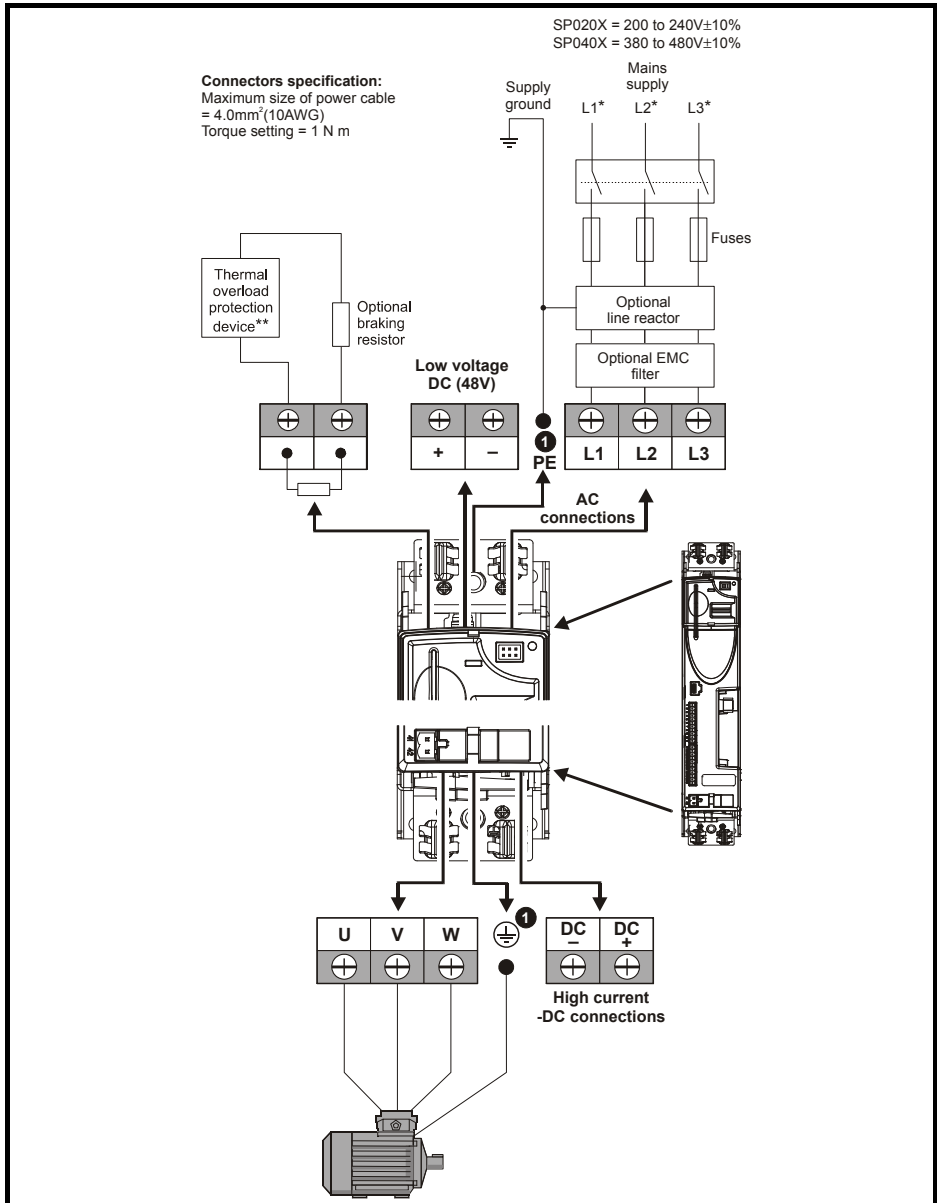 SP020X = 200 to 240V±10%
SP040X = 380 to 480V±10%
Connectors specification:
Maximum size of power cable
= 4.0mm²(10AWG)
Torque setting = 1 N m
Supply
ground
Mains
supply
L1* L2* L3*
Fuses
Thermal
overload
protection
device**
Optional
braking
resistor
Optional
line reactor
Optional EMC
filter
Low voltage
DC (48V)
+ –
1
PE
L1 L2 L3
AC
connections
41
42
U V W
1
DC
–
DC
+
High current
-DC connections